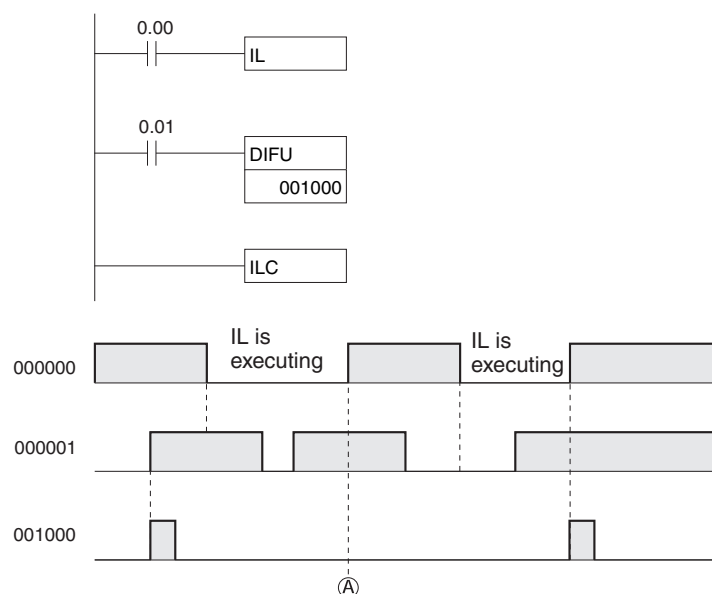 0.00
IL
0.01
DIFU
001000
ILC
IL is
executing
IL is
executing
000000
000001
001000
Ⓐ